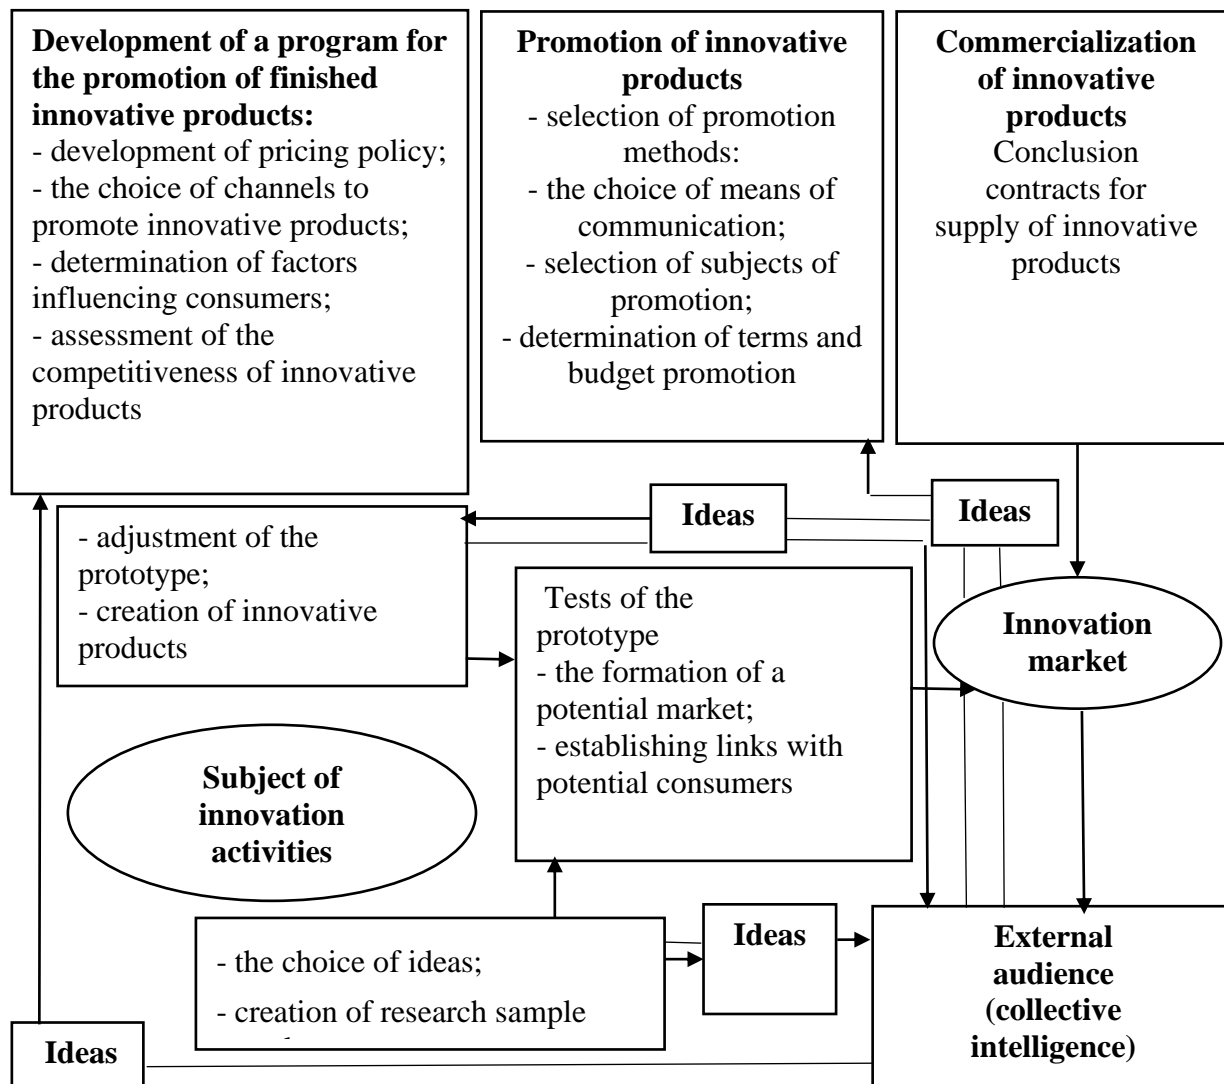 Development of a program for
the promotion of finished
innovative products:
- development of pricing policy;
- the choice of channels to
promote innovative products;
- determination of factors
influencing consumers;
- assessment of the
competitiveness of innovative
products
Promotion of innovative
products
- selection of promotion
methods:
- the choice of means of
communication;
- selection of subjects of
promotion;
- determination of terms and
budget promotion
Commercialization
of innovative
products
Conclusion
contracts for
supply of innovative
products
Ideas
Ideas
- adjustment of the
prototype;
- creation of innovative
products
Tests of the
prototype
- the formation of a
potential market;
- establishing links with
potential consumers
Innovation
market
Subject of
innovation
activities
- the choice of ideas;
- creation of research sample
Ideas
External
audience
(collective
intelligence)
Ideas